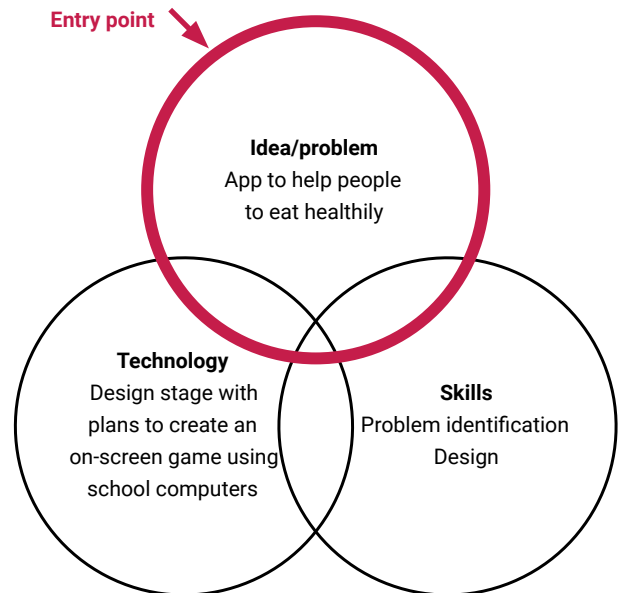 Entry point
Idea/problem
App to help people
to eat healthily
Technology
Design stage with
plans to create an
on-screen game using
school computers
Skills
Problem identification
Design